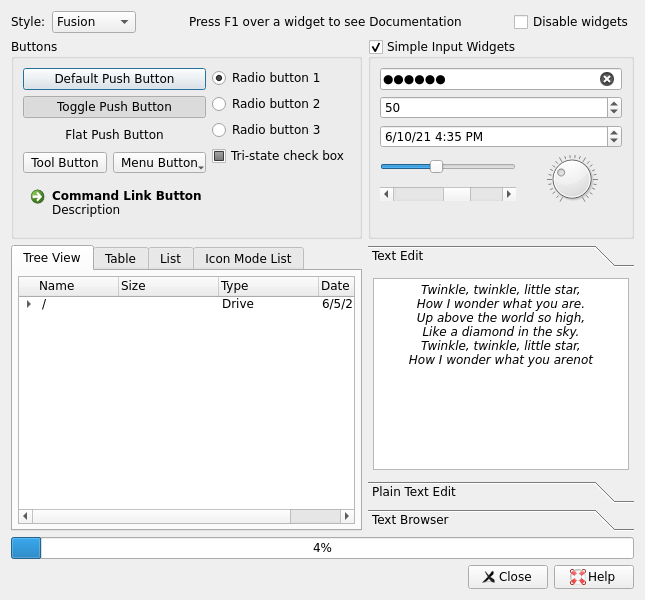 Style: Fusion Press F1 over a widget to see Documentation Disable widgets
Buttons
Default Push Button
Toggle Push Button
Flat Push Button
Tool Button Menu Button
Command Link Button
Description
Radio button 1
Radio button 2
Radio button 3
Tri-state check box
Simple Input Widgets
●●●●●●
50
6/10/21 4:35 PM
Tree View Table List Icon Mode List
Name Size Type Date
/ Drive 6/5/2
Text Edit
Twinkle, twinkle, little star,
How I wonder what you are.
Up above the world so high,
Like a diamond in the sky.
Twinkle, twinkle, little star,
How I wonder what you arenot
Plain Text Edit
Text Browser
4%
Close Help